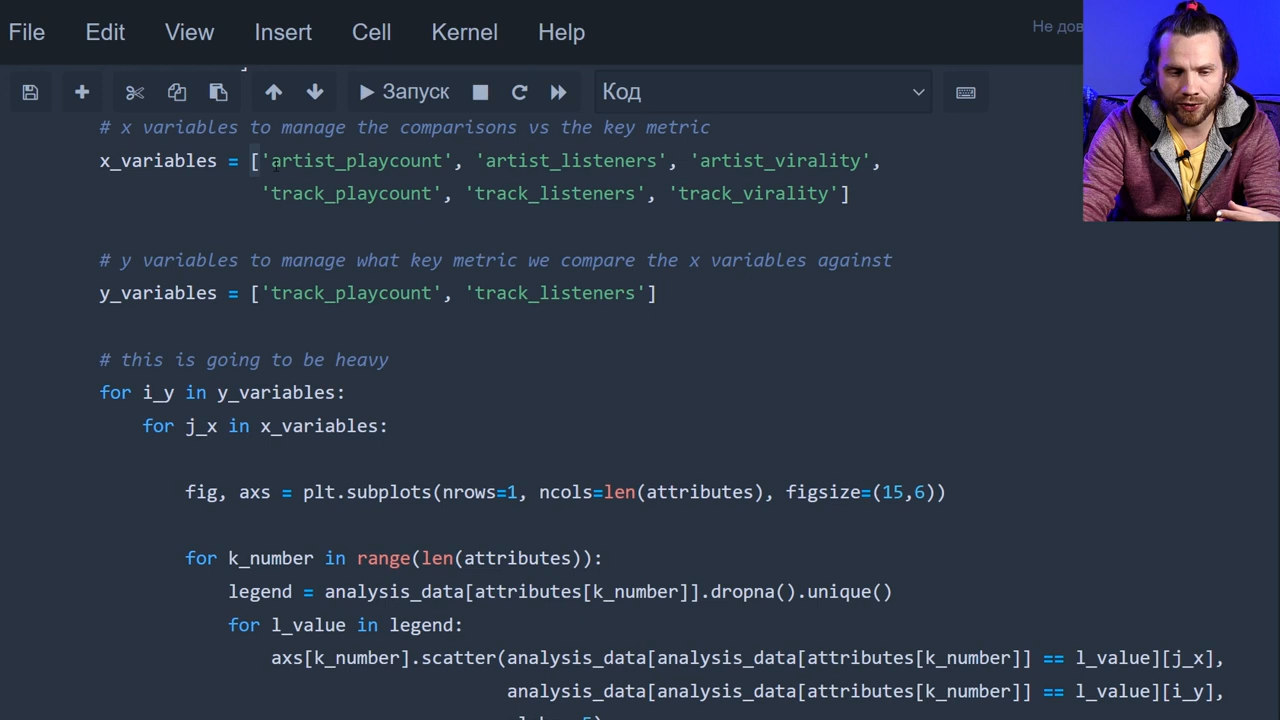 File Edit View Insert Cell Kernel Help
Не дов
Запуск Код
# x variables to manage the comparisons vs the key metric
x_variables = ['artist_playcount', 'artist_listeners', 'artist_virality',
'track_playcount', 'track_listeners', 'track_virality']
# y variables to manage what key metric we compare the x variables against
y_variables = ['track_playcount', 'track_listeners']
# this is going to be heavy
for i_y in y_variables:
for j_x in x_variables:
fig, axs = plt.subplots(nrows=1, ncols=len(attributes), figsize=(15,6))
for k_number in range(len(attributes)):
legend = analysis_data[attributes[k_number]].dropna().unique()
for l_value in legend:
axs[k_number].scatter(analysis_data[analysis_data[attributes[k_number]] == l_value][j_x],
analysis_data[analysis_data[attributes[k_number]] == l_value][i_y],